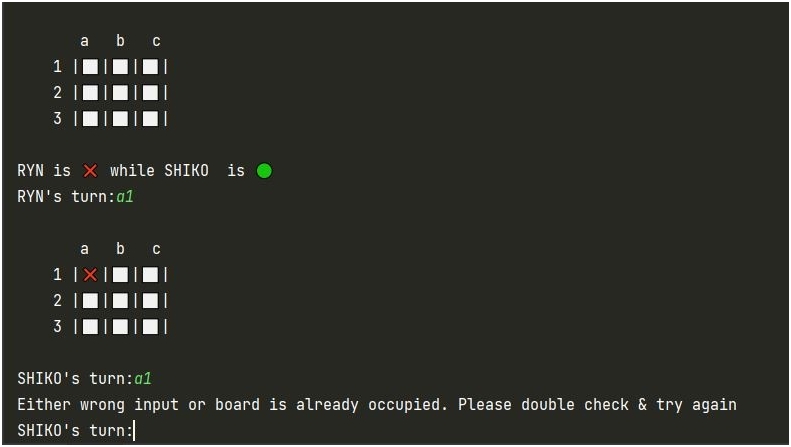 a b c
1 |⬜|⬜|⬜|
2 |⬜|⬜|⬜|
3 |⬜|⬜|⬜|
RYN is ❌ while SHIKO  is 🟢
RYN's turn:a1
a b c
1 |❌|⬜|⬜|
2 |⬜|⬜|⬜|
3 |⬜|⬜|⬜|
SHIKO's turn:a1
Either wrong input or board is already occupied. Please double check & try again
SHIKO's turn: